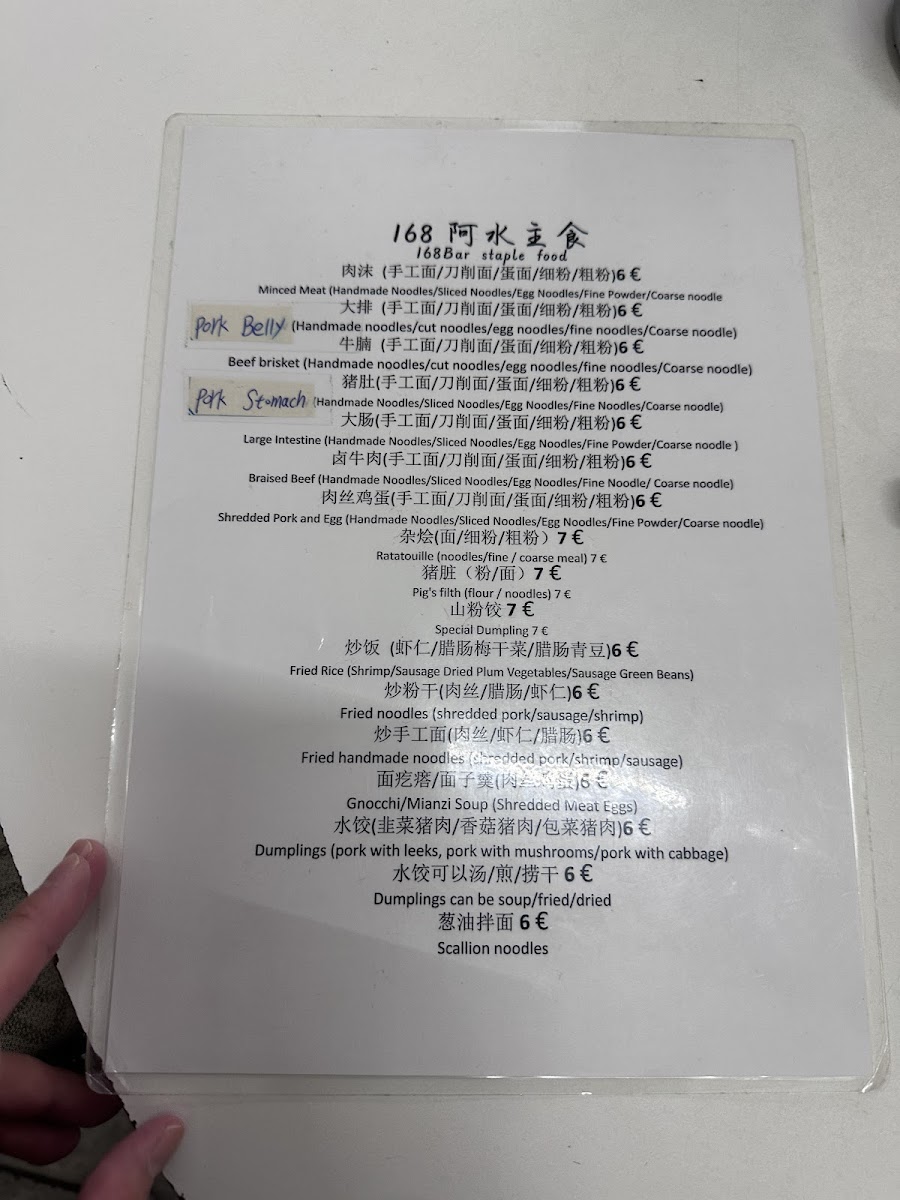 168 阿水主食
168Bar staple food
肉沫 (手工面/刀削面/蛋面/细粉/粗粉)6 €
Minced Meat (Handmade Noodles/Sliced Noodles/Egg Noodles/Fine Powder/Coarse noodle
大排 (手工面/刀削面/蛋面/细粉/粗粉)6 €
Pork Belly (Handmade noodles/cut noodles/egg noodles/fine noodles/Coarse noodle)
牛腩 (手工面/刀削面/蛋面/细粉/粗粉)6 €
Beef brisket (Handmade noodles/cut noodles/egg noodles/fine noodles/Coarse noodle)
猪肚(手工面/刀削面/蛋面/细粉/粗粉)6 €
Pork Stomach (Handmade Noodles/Sliced Noodles/Egg Noodles/Fine Noodles/Coarse noodle)
大肠(手工面/刀削面/蛋面/细粉/粗粉)6 €
Large Intestine (Handmade Noodles/Sliced Noodles/Egg Noodles/Fine Powder/Coarse noodle )
卤牛肉(手工面/刀削面/蛋面/细粉/粗粉)6 €
Braised Beef (Handmade Noodles/Sliced Noodles/Egg Noodles/Fine Noodle/ Coarse noodle)
肉丝鸡蛋(手工面/刀削面/蛋面/细粉/粗粉)6 €
Shredded Pork and Egg (Handmade Noodles/Sliced Noodles/Egg Noodles/Fine Powder/Coarse noodle)
杂烩(面/细粉/粗粉）7 €
Ratatouille (noodles/fine / coarse meal) 7 €
猪脏（粉/面）7 €
Pig's filth (flour / noodles) 7 €
山粉饺 7 €
Special Dumpling 7 €
炒饭 (虾仁/腊肠梅干菜/腊肠青豆)6 €
Fried Rice (Shrimp/Sausage Dried Plum Vegetables/Sausage Green Beans)
炒粉干(肉丝/腊肠/虾仁)6 €
Fried noodles (shredded pork/sausage/shrimp)
炒手工面(肉丝/虾仁/腊肠)6 €
Fried handmade noodles (shredded pork/shrimp/sausage)
面疙瘩/面子羹(肉丝鸡蛋)6 €
Gnocchi/Mianzi Soup (Shredded Meat Eggs)
水饺(韭菜猪肉/香菇猪肉/包菜猪肉)6 €
Dumplings (pork with leeks, pork with mushrooms/pork with cabbage)
水饺可以汤/煎/捞干 6 €
Dumplings can be soup/fried/dried
葱油拌面 6 €
Scallion noodles